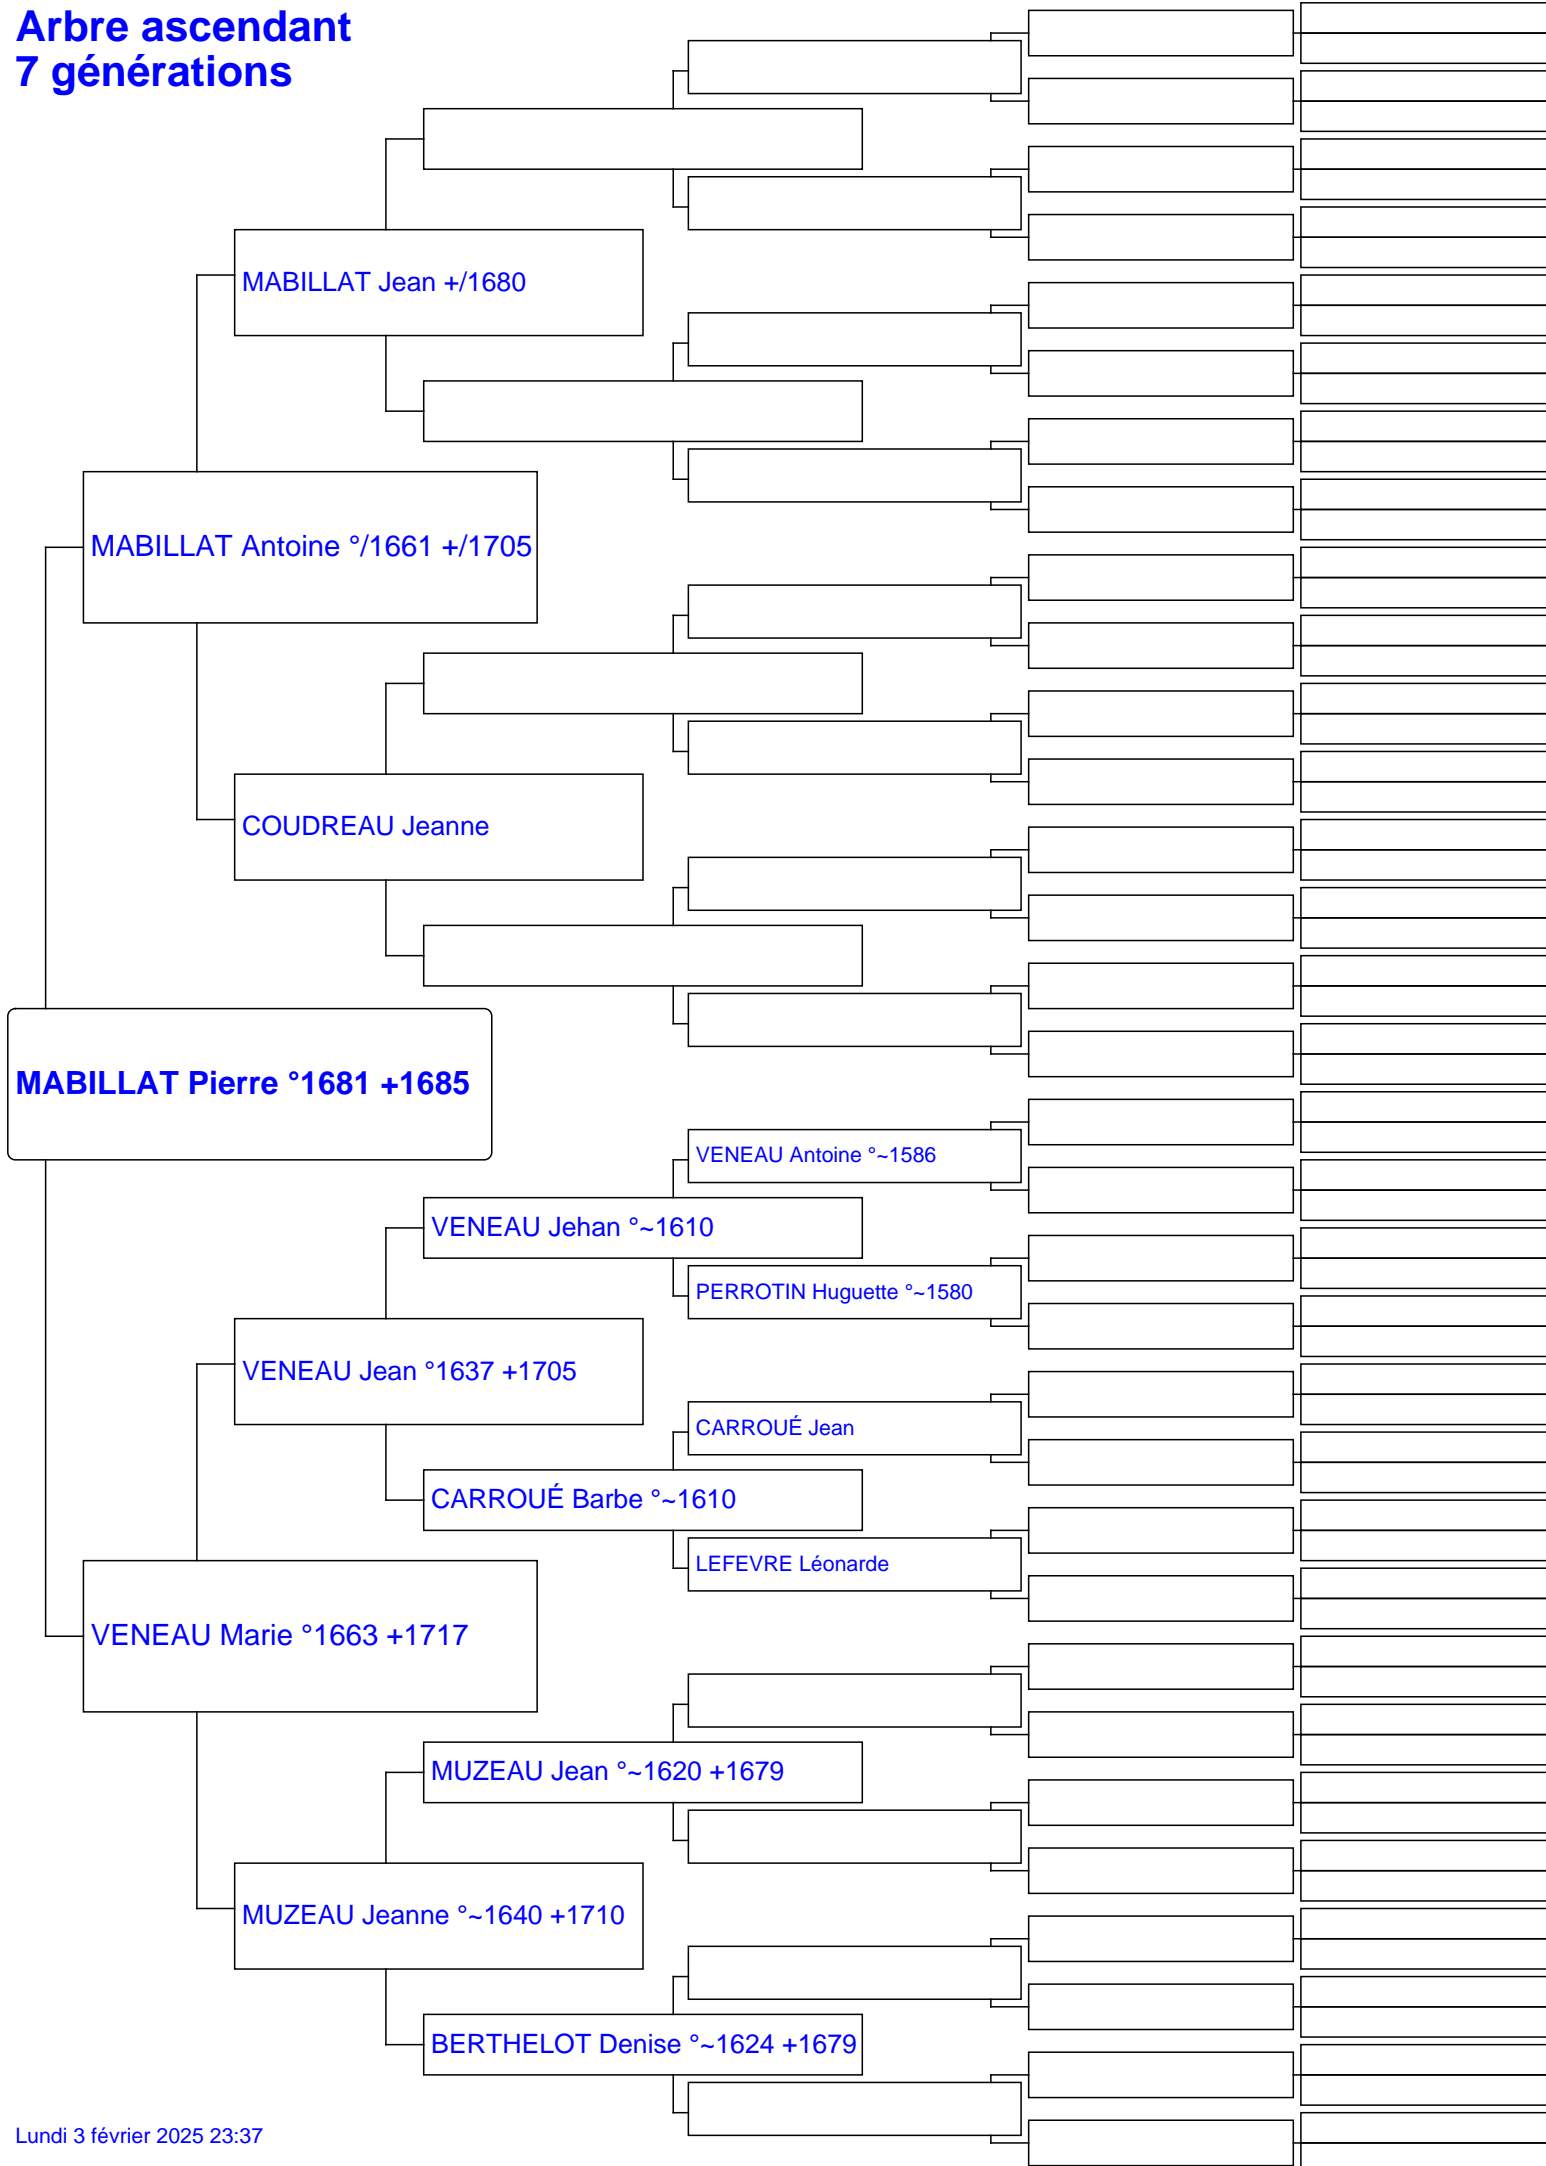 Arbre ascendant
7 générations
MABILLAT Jean +/1680
MABILLAT Antoine °/1661 +/1705
COUDREAU Jeanne
MABILLAT Pierre °1681 +1685
VENEAU Antoine °~1586
VENEAU Jehan °~1610
PERROTIN Huguette °~1580
VENEAU Jean °1637 +1705
CARROUÉ Jean
CARROUÉ Barbe °~1610
LEFEVRE Léonarde
VENEAU Marie °1663 +1717
MUZEAU Jean °~1620 +1679
MUZEAU Jeanne °~1640 +1710
BERTHELOT Denise °~1624 +1679
Lundi 3 février 2025 23:37